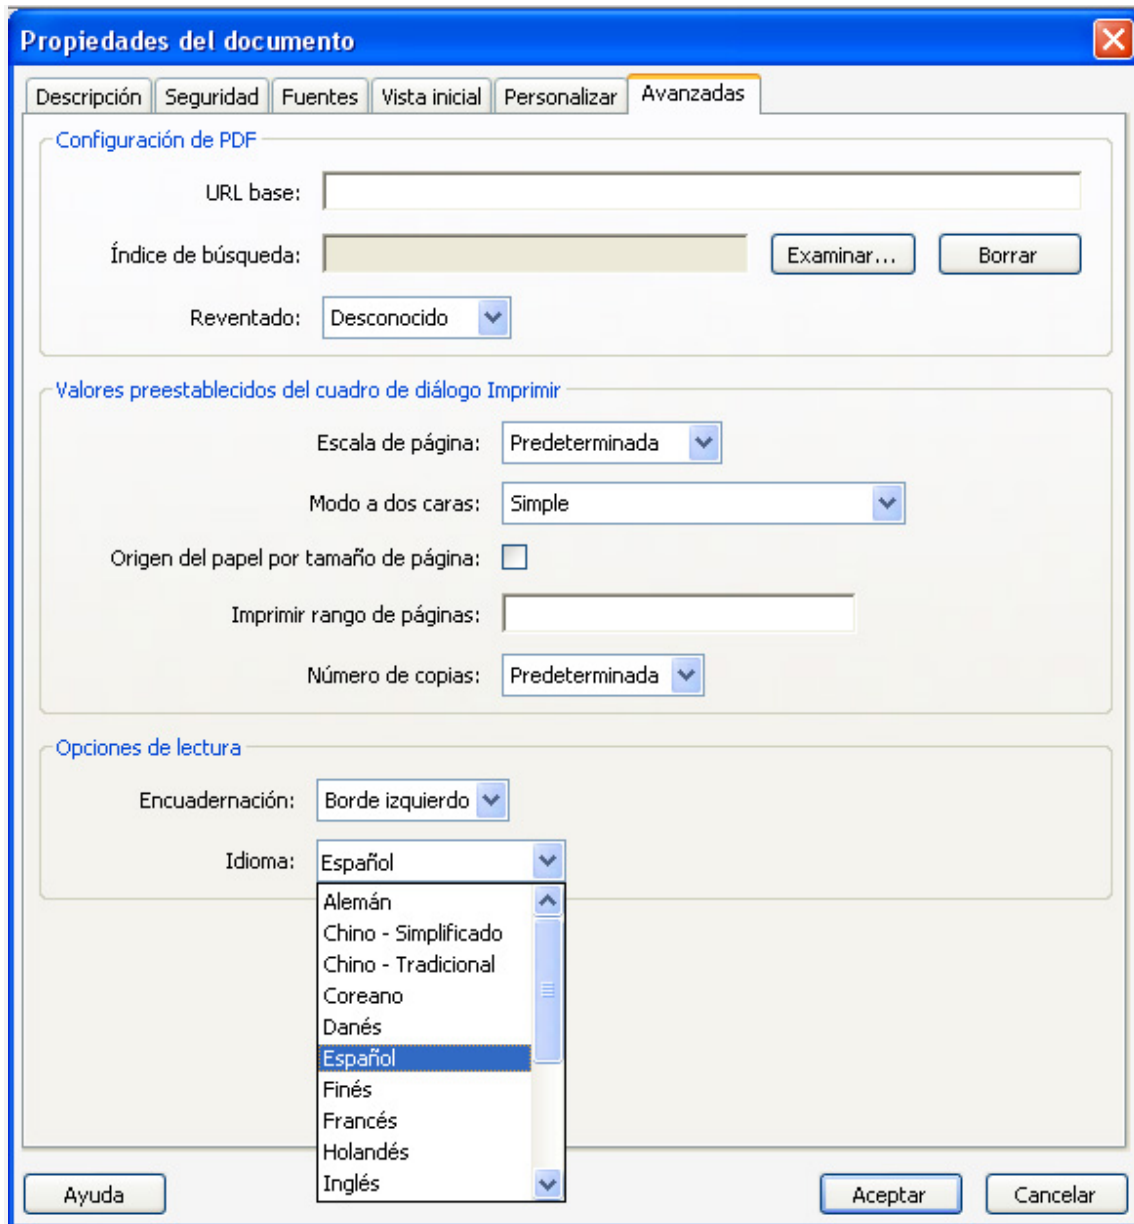 Propiedades del documento
Descripción Seguridad Fuentes Vista inicial Personalizar Avanzadas
Configuración de PDF
URL base:
Índice de búsqueda: Examinar... Borrar
Reventado: Desconocido
Valores preestablecidos del cuadro de diálogo Imprimir
Escala de página: Predeterminada
Modo a dos caras: Simple
Origen del papel por tamaño de página:
Imprimir rango de páginas:
Número de copias: Predeterminada
Opciones de lectura
Encuadernación: Borde izquierdo
Idioma: Español
Alemán
Chino - Simplificado
Chino - Tradicional
Coreano
Danés
Español
Finés
Francés
Holandés
Inglés
Ayuda Aceptar Cancelar